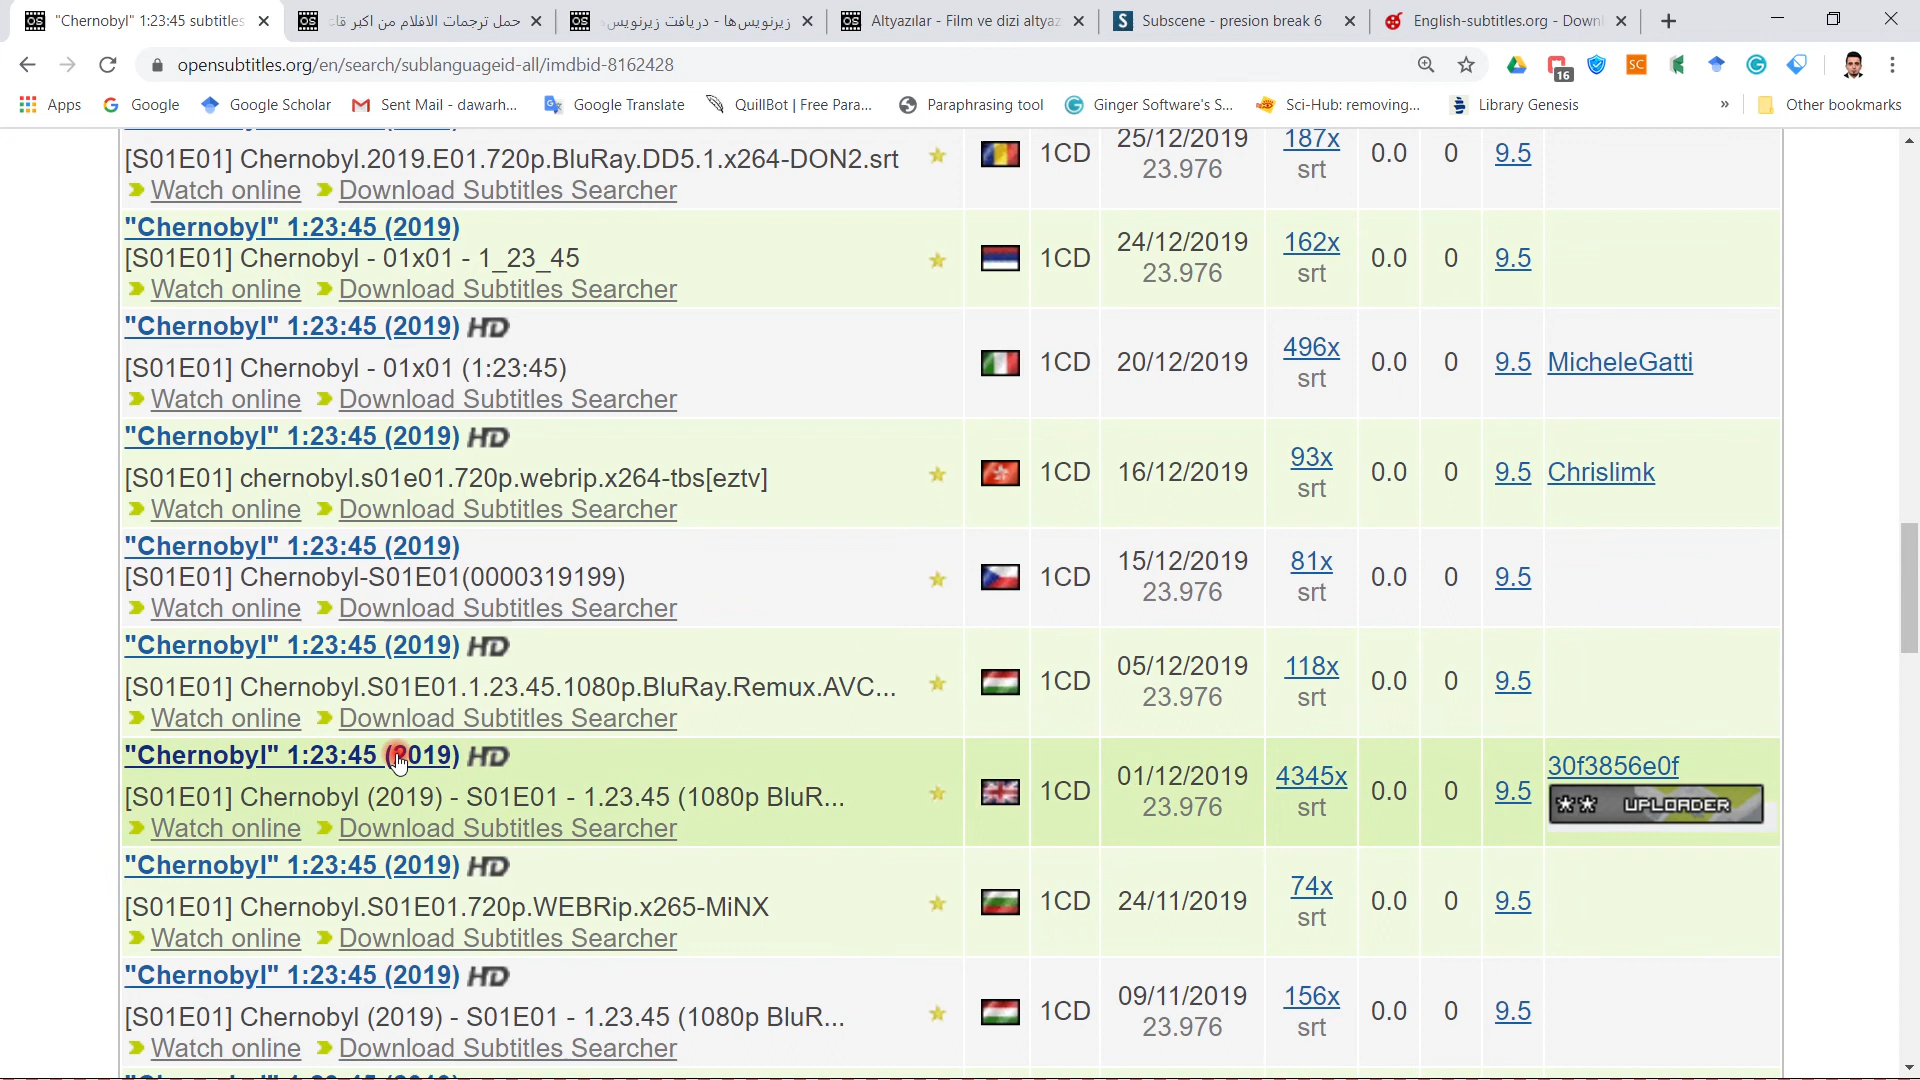 "Chernobyl" 1:23:45 subtitles
حمل ترجمات الافلام من اكبر قاع
زیرنویس‌ها - دریافت زیرنویس
Altyazılar - Film ve dizi altyaz
Subscene - presion break 6
English-subtitles.org - Down
opensubtitles.org/en/search/sublanguageid-all/imdbid-8162428
16
SC
Apps Google Google Scholar Sent Mail - dawarh... Google Translate QuillBot | Free Para... Paraphrasing tool Ginger Software's S... Sci-Hub: removing... Library Genesis » Other bookmarks
25/12/2019 187x
[S01E01] Chernobyl.2019.E01.720p.BluRay.DD5.1.x264-DON2.srt 1CD 23.976 srt 0.0 0 9.5
Watch online Download Subtitles Searcher
"Chernobyl" 1:23:45 (2019)
[S01E01] Chernobyl - 01x01 - 1_23_45 1CD 24/12/2019 23.976 162x srt 0.0 0 9.5
Watch online Download Subtitles Searcher
"Chernobyl" 1:23:45 (2019) HD
[S01E01] Chernobyl - 01x01 (1:23:45) 1CD 20/12/2019 496x srt 0.0 0 9.5 MicheleGatti
Watch online Download Subtitles Searcher
"Chernobyl" 1:23:45 (2019) HD
[S01E01] chernobyl.s01e01.720p.webrip.x264-tbs[eztv] 1CD 16/12/2019 93x srt 0.0 0 9.5 Chrislimk
Watch online Download Subtitles Searcher
"Chernobyl" 1:23:45 (2019)
[S01E01] Chernobyl-S01E01(0000319199) 1CD 15/12/2019 23.976 81x srt 0.0 0 9.5
Watch online Download Subtitles Searcher
"Chernobyl" 1:23:45 (2019) HD
[S01E01] Chernobyl.S01E01.1.23.45.1080p.BluRay.Remux.AVC... 1CD 05/12/2019 23.976 118x srt 0.0 0 9.5
Watch online Download Subtitles Searcher
"Chernobyl" 1:23:45 (2019) HD
[S01E01] Chernobyl (2019) - S01E01 - 1.23.45 (1080p BluR... 1CD 01/12/2019 23.976 4345x srt 0.0 0 9.5 30f3856e0f UPLOADER
Watch online Download Subtitles Searcher
"Chernobyl" 1:23:45 (2019) HD
[S01E01] Chernobyl.S01E01.720p.WEBRip.x265-MiNX 1CD 24/11/2019 74x srt 0.0 0 9.5
Watch online Download Subtitles Searcher
"Chernobyl" 1:23:45 (2019) HD
[S01E01] Chernobyl (2019) - S01E01 - 1.23.45 (1080p BluR... 1CD 09/11/2019 23.976 156x srt 0.0 0 9.5
Watch online Download Subtitles Searcher